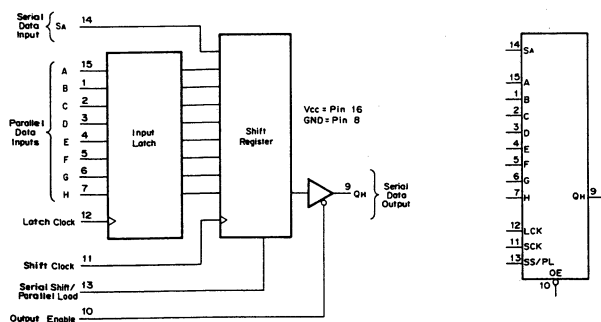 Serial
Data
Input
SA
14
Parallel
Data
Inputs
A 15
B 1
C 2
D 3
E 4
F 5
G 6
H 7
Input
Latch
Shift
Register
Vcc = Pin 16
GND = Pin 8
9
QH
Serial
Data
Output
Latch Clock 12
Shift Clock 11
Serial Shift/
Parallel Load 13
Output Enable 10
14 SA
15 A
1 B
2 C
3 D
4 E
5 F
6 G
7 H
QH 9
12 LCK
11 SCK
13 SS/PL
OE
10